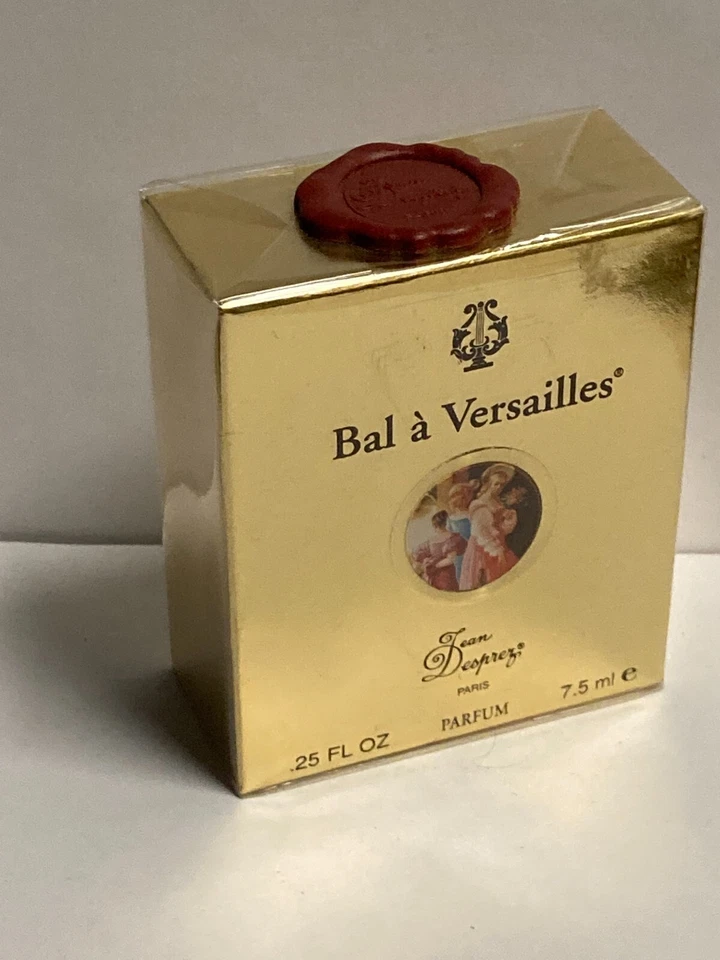 Bal à Versailles®
Jean
Desprez®
PARIS
PARFUM
.25 FL OZ
7.5 ml ℮